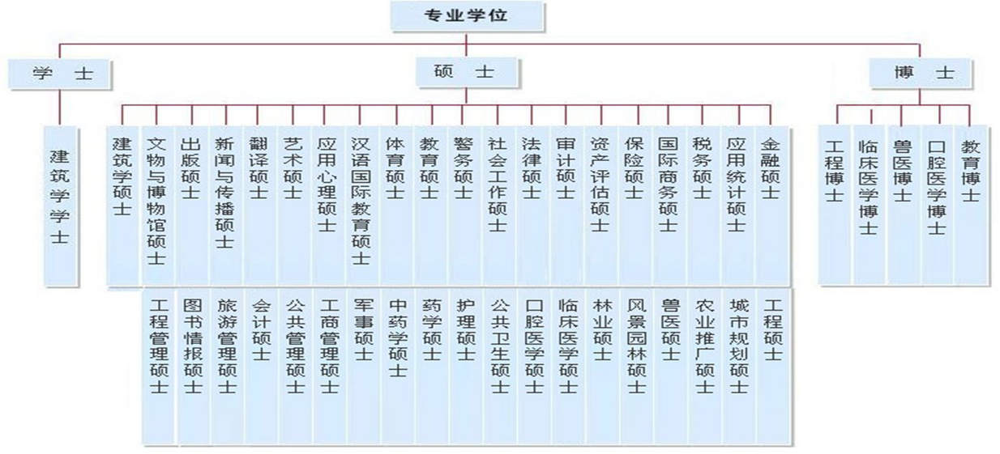 专业学位
学 士
硕 士
博 士
建筑学学士
建筑学硕士
文物与博物馆硕士
出版硕士
新闻与传播硕士
翻译硕士
艺术硕士
应用心理硕士
汉语国际教育硕士
体育硕士
教育硕士
警务硕士
社会工作硕士
法律硕士
审计硕士
资产评估硕士
保险硕士
国际商务硕士
税务硕士
应用统计硕士
金融硕士
工程博士
临床医学博士
兽医博士
口腔医学博士
教育博士
工程管理硕士
图书情报硕士
旅游管理硕士
会计硕士
公共管理硕士
工商管理硕士
军事硕士
中药学硕士
药学硕士
护理硕士
公共卫生硕士
口腔医学硕士
临床医学硕士
林业硕士
风景园林硕士
兽医硕士
农业推广硕士
城市规划硕士
工程硕士